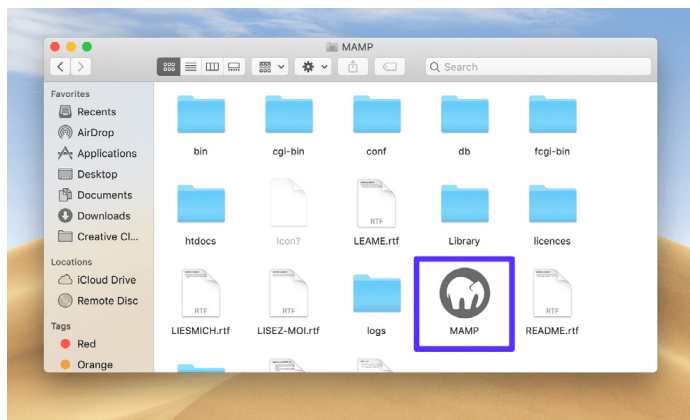 MAMP
Search
Favorites
Recents
AirDrop
Applications
Desktop
Documents
Downloads
Creative Cl...
Locations
iCloud Drive
Remote Disc
Tags
Red
Orange
bin
cgi-bin
conf
db
fcgi-bin
htdocs
Icon?
RTF
LEAME.rtf
Library
licences
RTF
LIESMICH.rtf
RTF
LISEZ-MOI.rtf
logs
MAMP
RTF
README.rtf